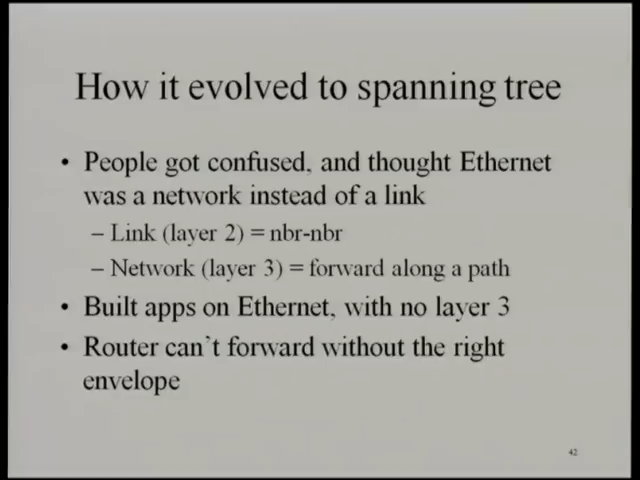 How it evolved to spanning tree
• People got confused, and thought Ethernet
was a network instead of a link
– Link (layer 2) = nbr-nbr
– Network (layer 3) = forward along a path
• Built apps on Ethernet, with no layer 3
• Router can't forward without the right
envelope
42